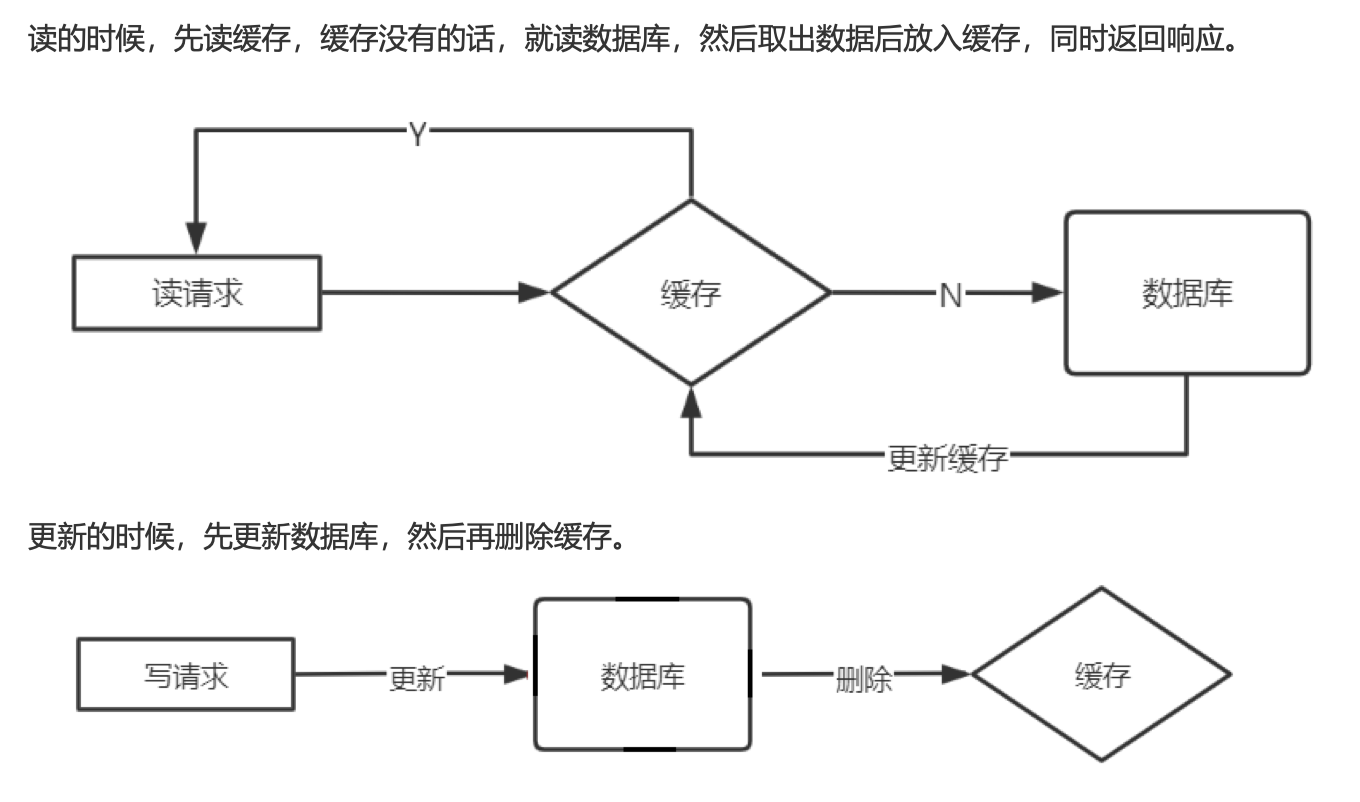 读的时候，先读缓存，缓存没有的话，就读数据库，然后取出数据后放入缓存，同时返回响应。
Y
读请求
缓存
N
数据库
更新缓存
更新的时候，先更新数据库，然后再删除缓存。
写请求
更新
数据库
删除
缓存